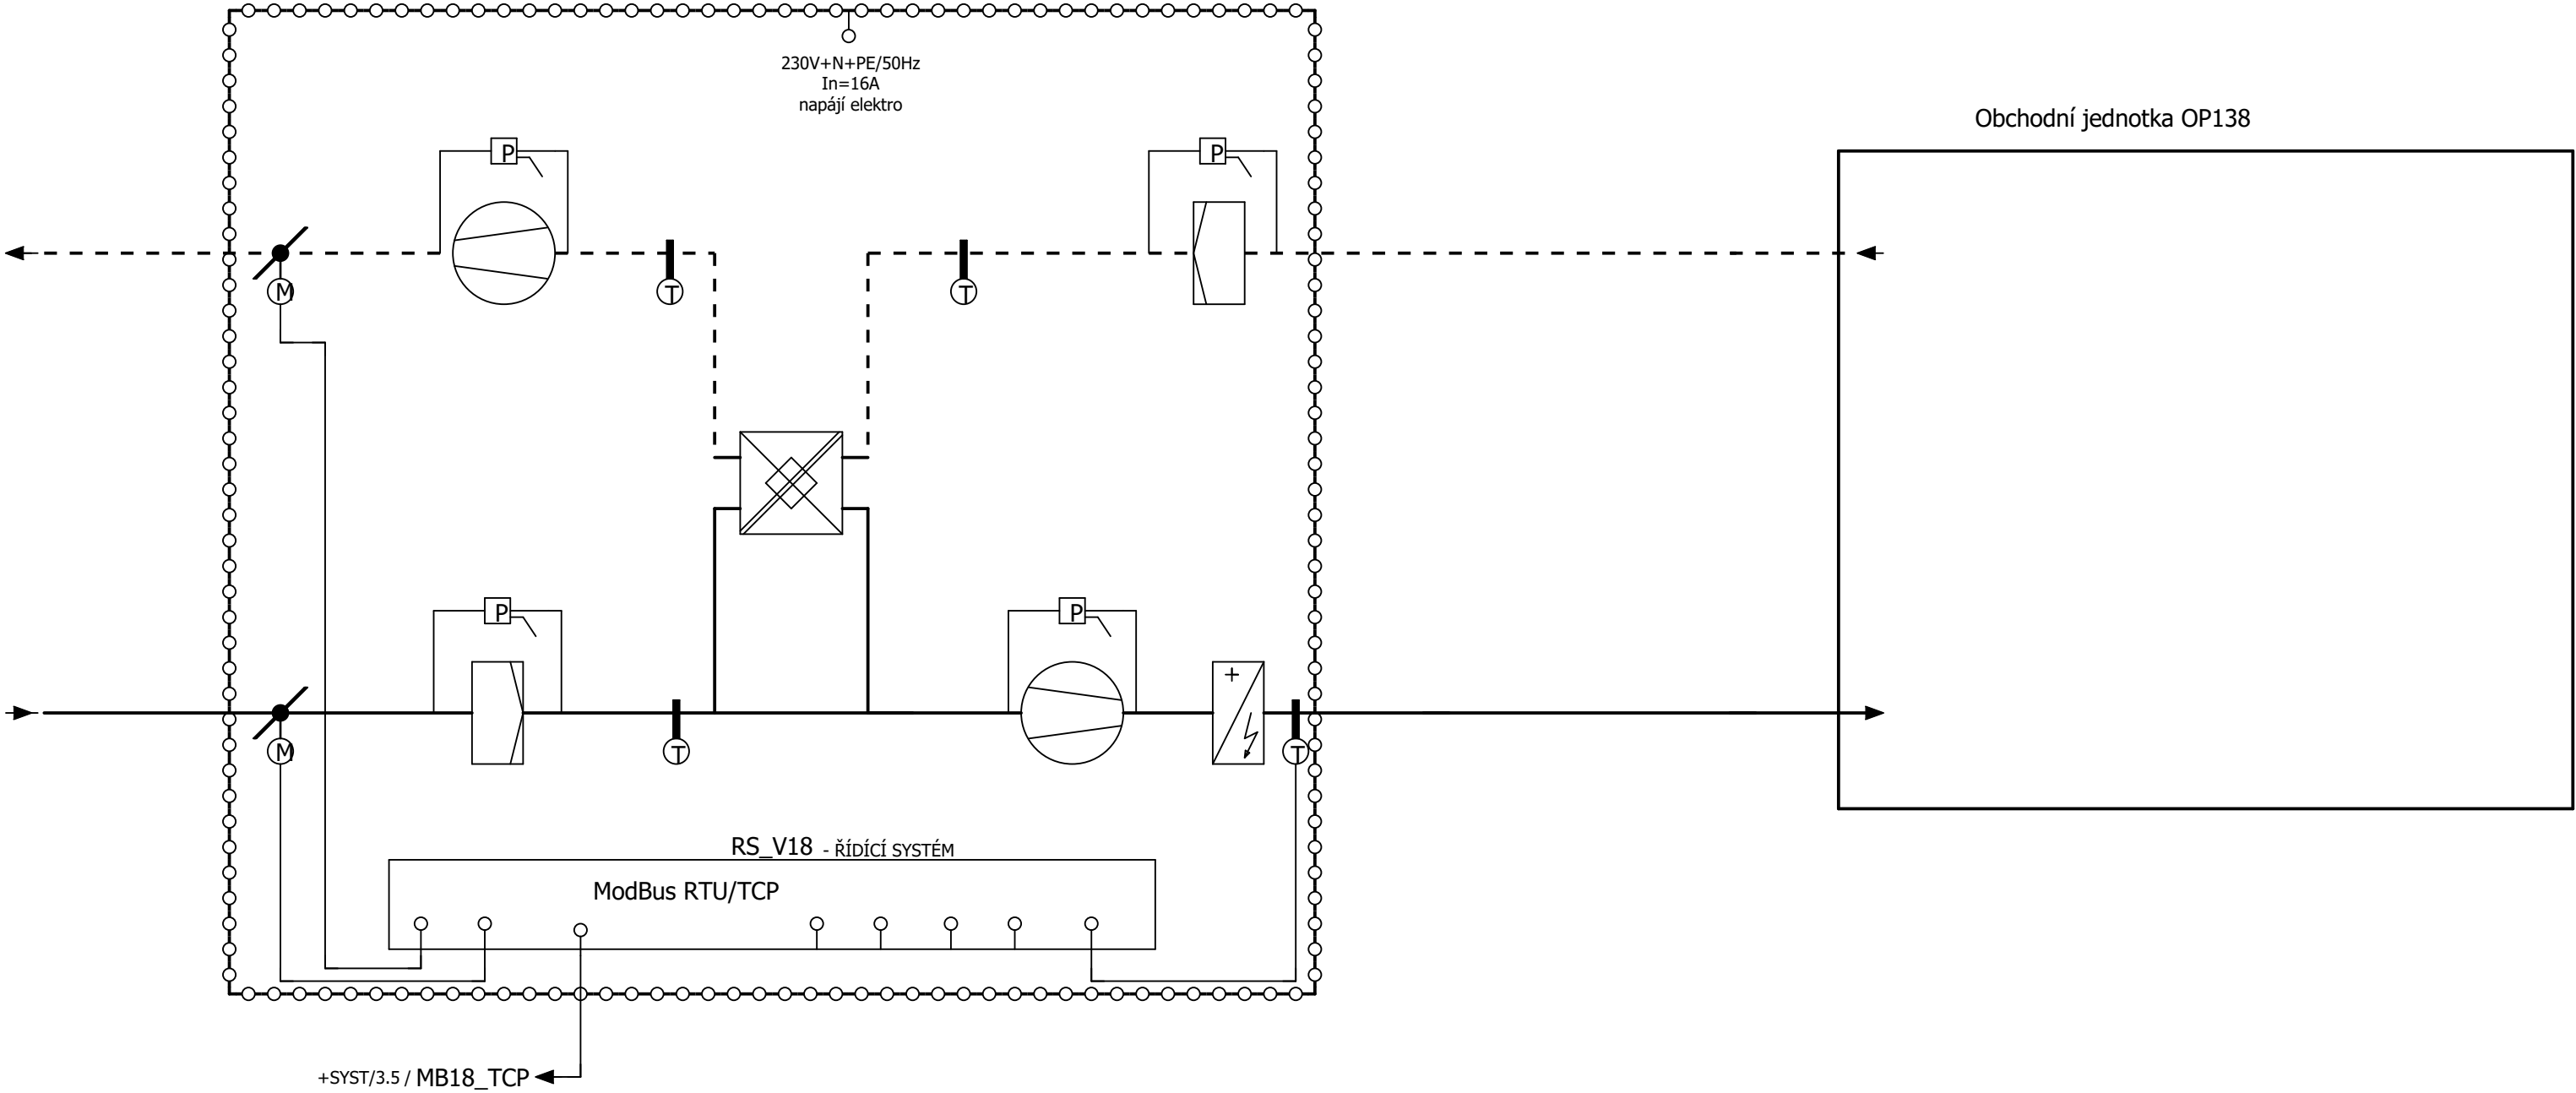 230V+N+PE/50Hz
In=16A
napájí elektro
Obchodní jednotka OP138
P
P
M
T
T
P
P
+
M
T
T
RS_V18 - ŘÍDÍCÍ SYSTÉM
ModBus RTU/TCP
+SYST/3.5 / MB18_TCP